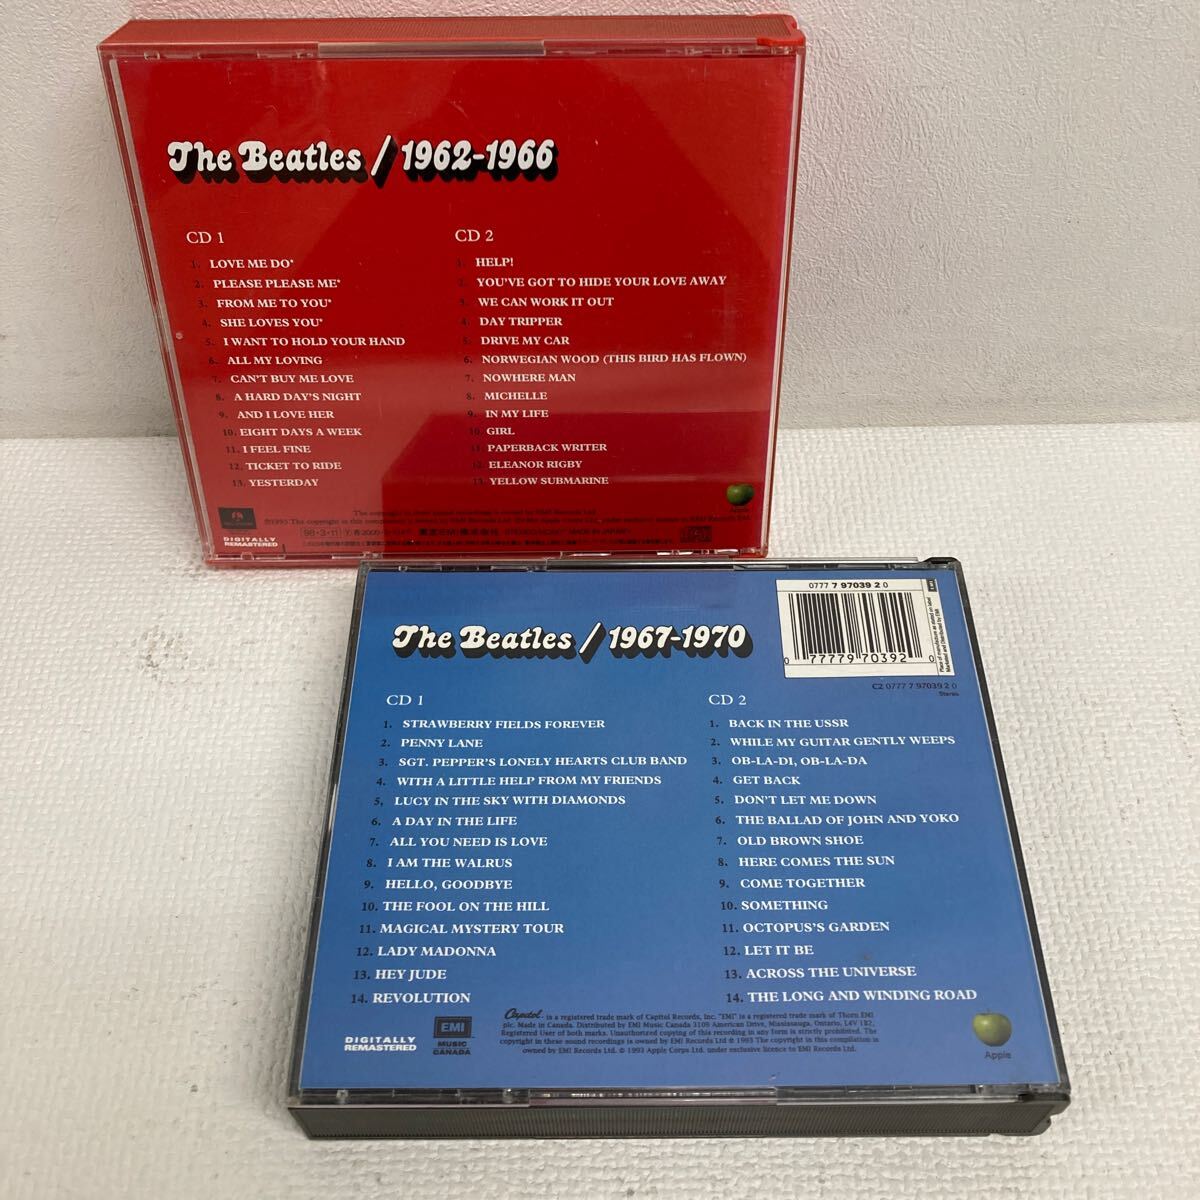 The Beatles / 1962-1966
CD 1
1. LOVE ME DO*
2. PLEASE PLEASE ME*
3. FROM ME TO YOU*
4. SHE LOVES YOU*
5. I WANT TO HOLD YOUR HAND
6. ALL MY LOVING
7. CAN'T BUY ME LOVE
8. A HARD DAY'S NIGHT
9. AND I LOVE HER
10. EIGHT DAYS A WEEK
11. I FEEL FINE
12. TICKET TO RIDE
13. YESTERDAY
CD 2
1. HELP!
2. YOU'VE GOT TO HIDE YOUR LOVE AWAY
3. WE CAN WORK IT OUT
4. DAY TRIPPER
5. DRIVE MY CAR
6. NORWEGIAN WOOD (THIS BIRD HAS FLOWN)
7. NOWHERE MAN
8. MICHELLE
9. IN MY LIFE
10. GIRL
11. PAPERBACK WRITER
12. ELEANOR RIGBY
13. YELLOW SUBMARINE
Apple
DIGITALLY
REMASTERED
The Beatles / 1967-1970
0777 7 97039 2 0
0 77779 70392 0
Place of manufacture as stated on label
Marketed and Distributed by EMI
C2 0777 7 97039 2 0
Stereo
CD 1
1. STRAWBERRY FIELDS FOREVER
2. PENNY LANE
3. SGT. PEPPER'S LONELY HEARTS CLUB BAND
4. WITH A LITTLE HELP FROM MY FRIENDS
5, LUCY IN THE SKY WITH DIAMONDS
6. A DAY IN THE LIFE
7. ALL YOU NEED IS LOVE
8. I AM THE WALRUS
9. HELLO, GOODBYE
10. THE FOOL ON THE HILL
11. MAGICAL MYSTERY TOUR
12. LADY MADONNA
13. HEY JUDE
14. REVOLUTION
CD 2
1. BACK IN THE USSR
2. WHILE MY GUITAR GENTLY WEEPS
3. OB-LA-DI, OB-LA-DA
4. GET BACK
5. DON'T LET ME DOWN
6. THE BALLAD OF JOHN AND YOKO
7. OLD BROWN SHOE
8. HERE COMES THE SUN
9. COME TOGETHER
10. SOMETHING
11. OCTOPUS'S GARDEN
12. LET IT BE
13. ACROSS THE UNIVERSE
14. THE LONG AND WINDING ROAD
DIGITALLY
REMASTERED
EMI
MUSIC
CANADA
Capitol. is a registered trade mark of Capitol Records, Inc. "EMI" is a registered trade mark of Thorn EMI
plc. Made in Canada. Distributed by EMI Music Canada 3109 American Drive, Mississauga, Ontario, L4V 1B2,
Registered User of both marks. Unauthorized copying of this recording in any form is strictly prohibited. The
copyright in these sound recordings is owned by EMI Records Ltd ℗ 1993 The copyright in this compilation is
owned by EMI Records Ltd. © 1993 Apple Corps Ltd. under exclusive licence to EMI Records Ltd.
Apple